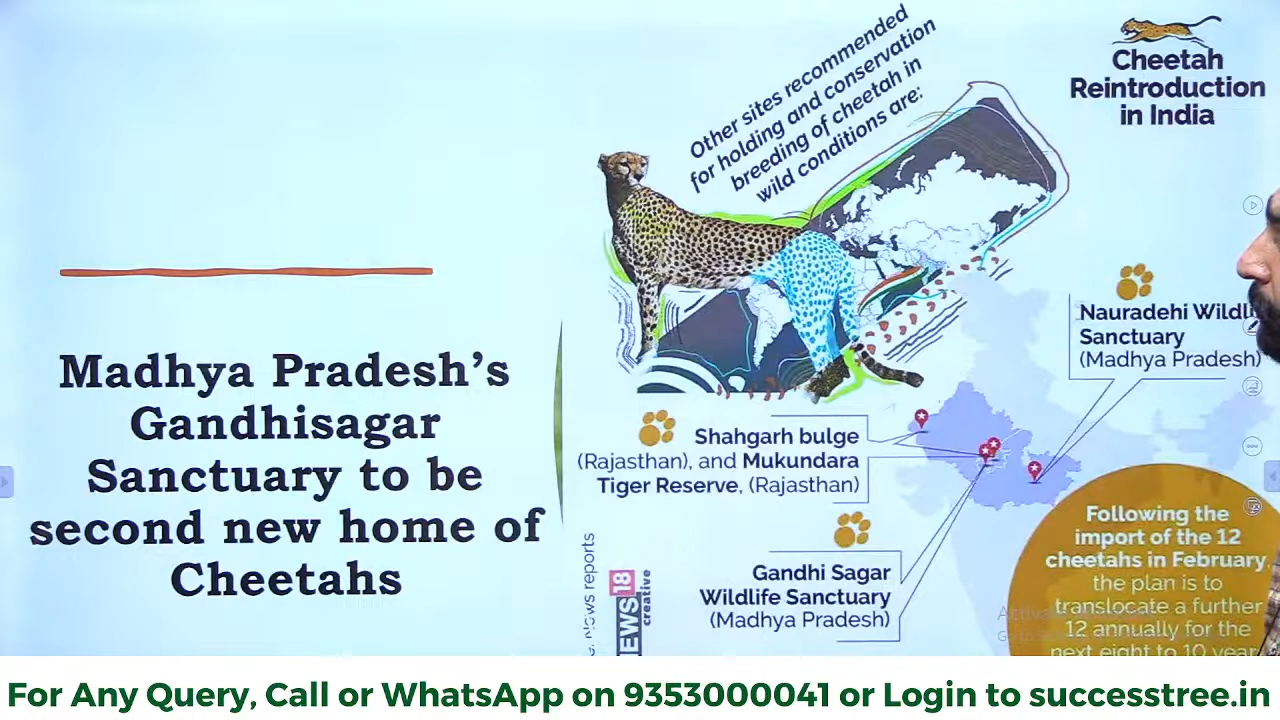 Other sites recommended
for holding and conservation
breeding of cheetah in
wild conditions are:
Cheetah
Reintroduction
in India
Madhya Pradesh’s
Gandhisagar
Sanctuary to be
second new home of
Cheetahs
Nauradehi
Sanctuary
(Madhya Pradesh)
Shahgarh bulge
(Rajasthan), and Mukundara
Tiger Reserve, (Rajasthan)
Gandhi Sagar
Wildlife Sanctuary
(Madhya Pradesh)
Following the
import of the 12
cheetahs in February,
the plan is to
translocate a further
12 annually for the
next eight to 10
news reports
NEWS18
creative
For Any Query, Call or WhatsApp on 9353000041 or Login to successtree.in